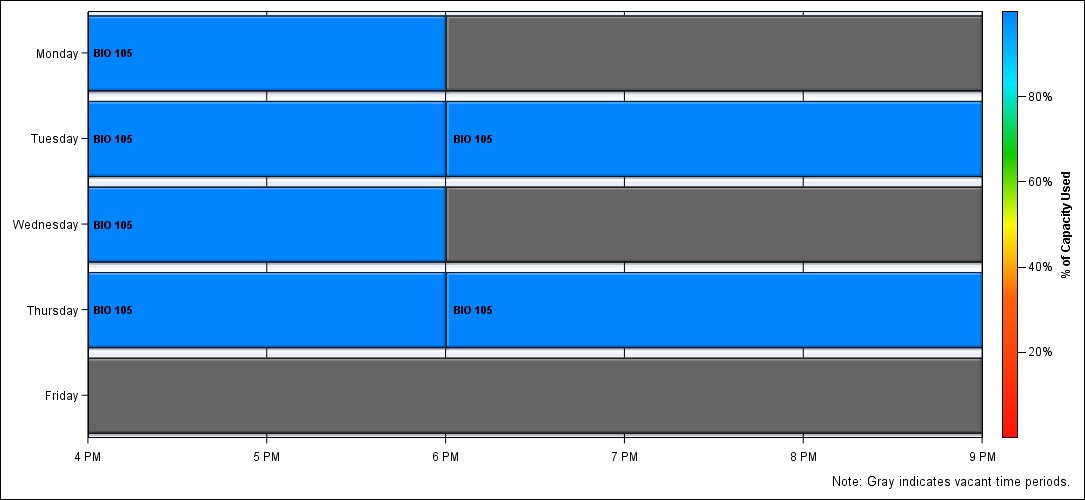 Monday
BIO 105
Tuesday
BIO 105
BIO 105
Wednesday
BIO 105
Thursday
BIO 105
BIO 105
Friday
4 PM
5 PM
6 PM
7 PM
8 PM
9 PM
80%
60%
40%
20%
% of Capacity Used
Note: Gray indicates vacant time periods.